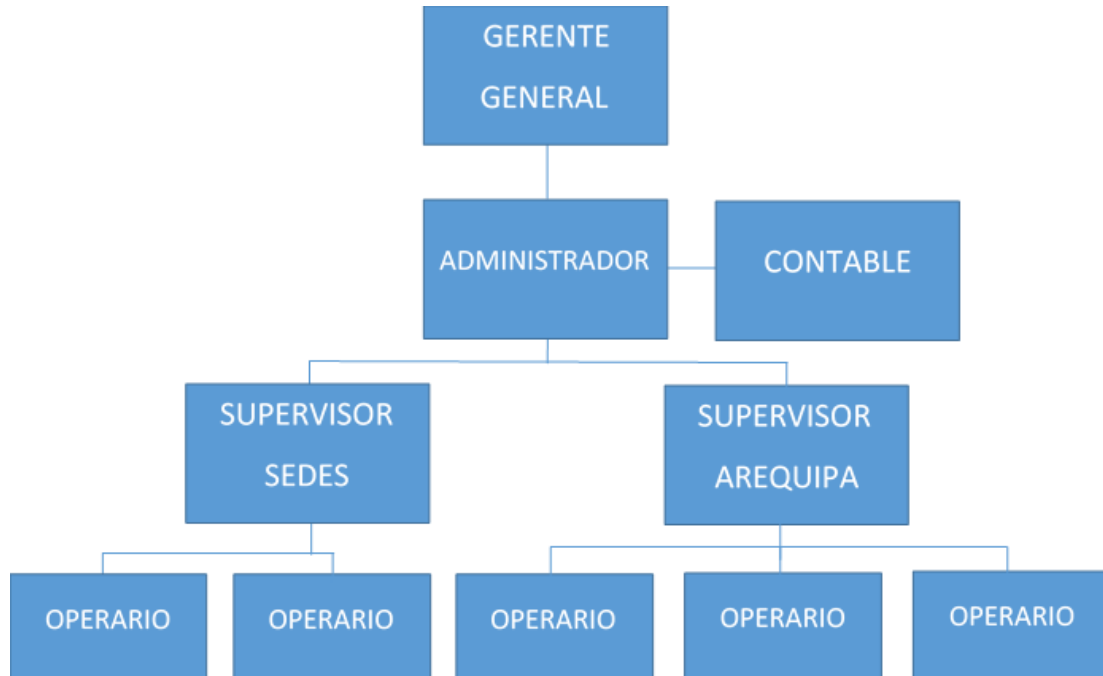 GERENTE
GENERAL
ADMINISTRADOR
CONTABLE
SUPERVISOR
SEDES
SUPERVISOR
AREQUIPA
OPERARIO
OPERARIO
OPERARIO
OPERARIO
OPERARIO